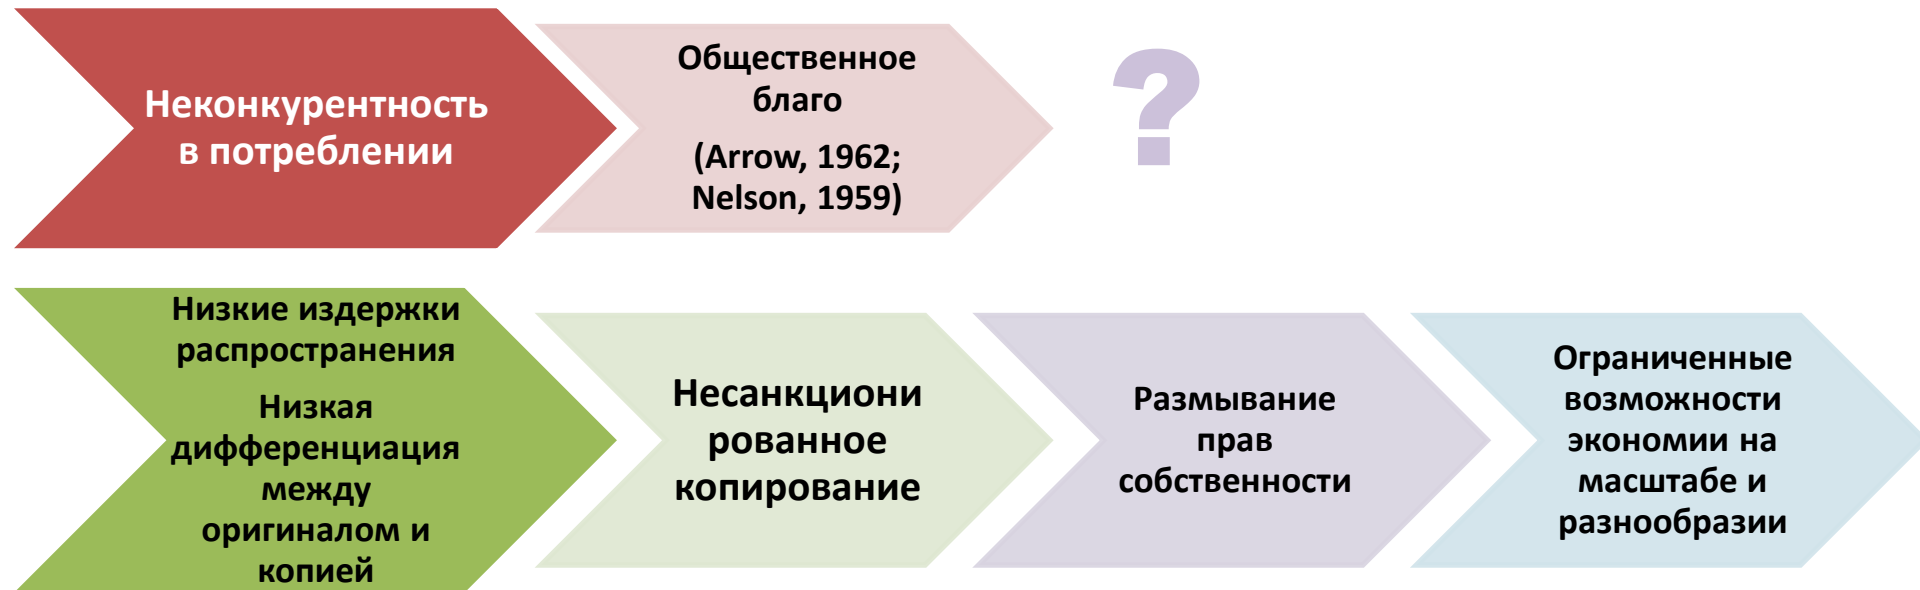 Неконкурентность
в потреблении
Общественное
благо
(Arrow, 1962;
Nelson, 1959)
?
Низкие издержки
распространения
Низкая
дифференциация
между
оригиналом и
копией
Несанкциони
рованное
копирование
Размывание
прав
собственности
Ограниченные
возможности
экономии на
масштабе и
разнообразии